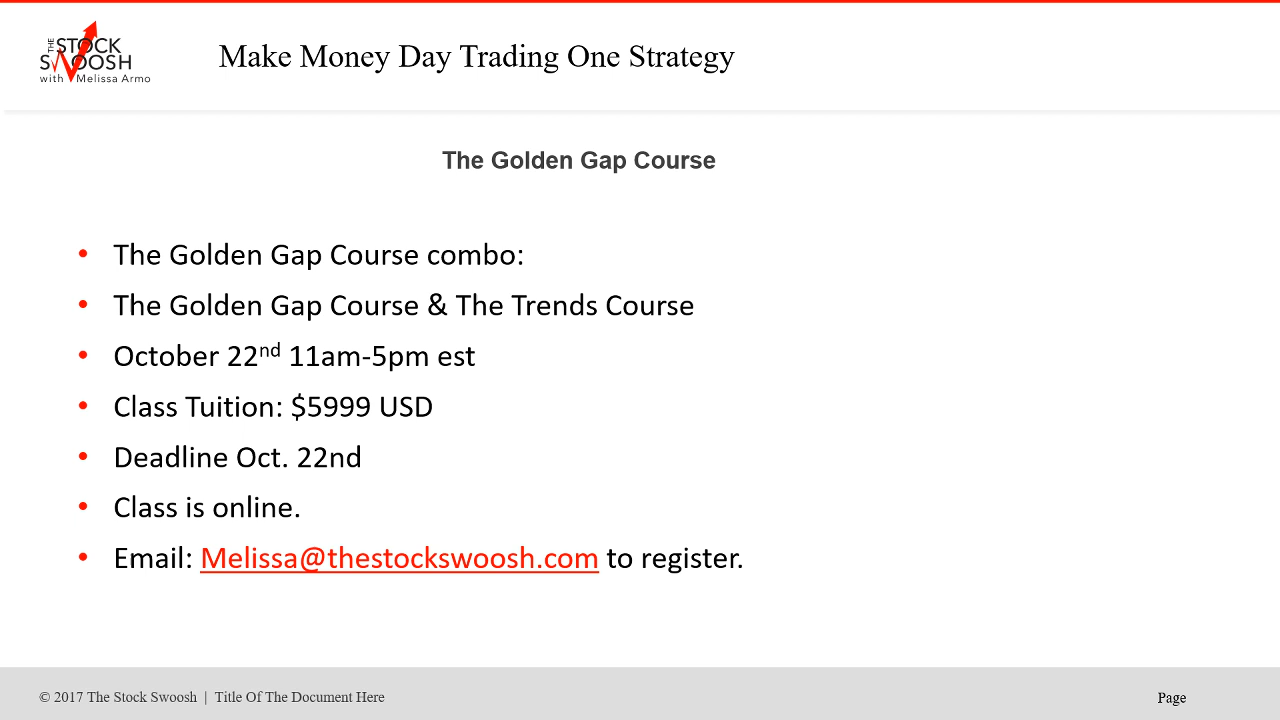 THE STOCK
SWOOSH
with Melissa Armo
Make Money Day Trading One Strategy
The Golden Gap Course
• The Golden Gap Course combo:
• The Golden Gap Course & The Trends Course
• October 22nd 11am-5pm est
• Class Tuition: $5999 USD
• Deadline Oct. 22nd
• Class is online.
• Email: Melissa@thestockswoosh.com to register.
© 2017 The Stock Swoosh | Title Of The Document Here
Page